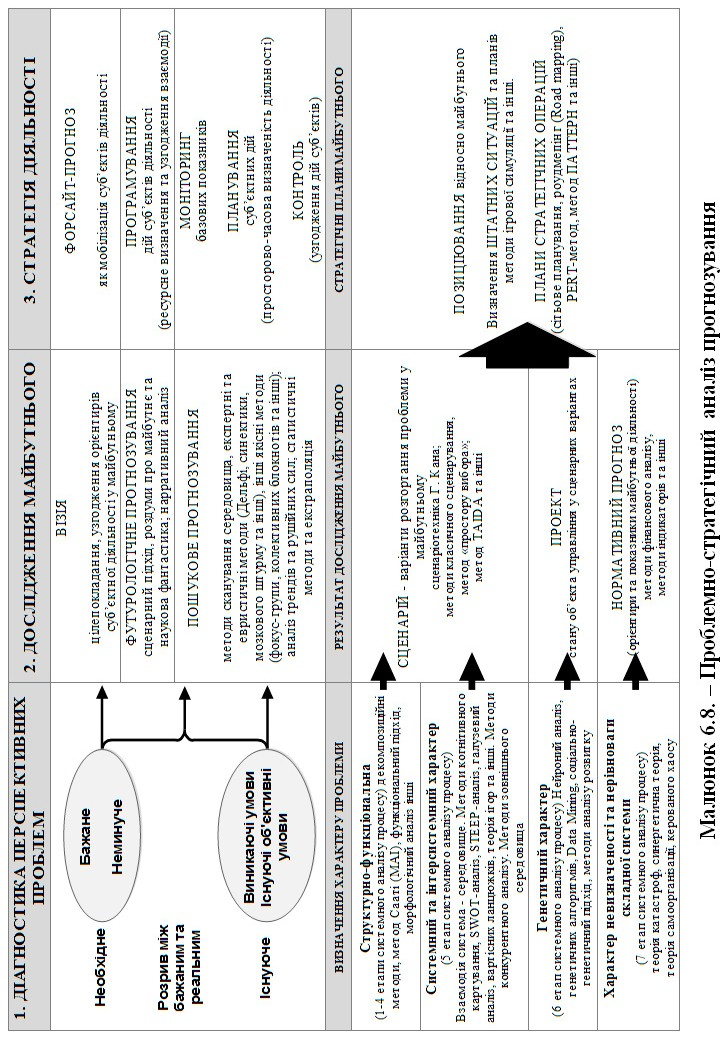 1. ДІАГНОСТИКА ПЕРСПЕКТИВНИХ
ПРОБЛЕМ
2. ДОСЛІДЖЕННЯ МАЙБУТНЬОГО
3. СТРАТЕГІЯ ДІЯЛЬНОСТІ
Необхідне
Розрив між
бажаним та
реальним
Існуюче
Бажане
Неминуче
Виникаючі умови
Існуючі об'єктивні
умови
ВІЗІЯ
цілепокладання, узгодження орієнтирів
суб'єктної діяльності у майбутньому
ФУТУРОЛОГІЧНЕ ПРОГНОЗУВАННЯ
сценарний підхід, роздуми про майбутнє та
наукова фантастика; нарративний аналіз
ПОШУКОВЕ ПРОГНОЗУВАННЯ
методи сканування середовища, експертні та
евристичні методи (Дельфі, синектики,
мозкового штурму та інші), інші якісні методи
(фокус-групи, колективних блокнотів та інші);
аналіз трендів та рушійних сил, статистичні
методи та екстраполяція
ФОРСАЙТ-ПРОГНОЗ
як мобілізація суб'єктів діяльності
ПРОГРАМУВАННЯ
дій суб'єктів діяльності
(ресурсне визначення та узгодження взаємодії)
МОНІТОРИНГ
базових показників
ПЛАНУВАННЯ
суб'єктних дій
(просторово-часова визначеність діяльності)
КОНТРОЛЬ
(узгодження дій суб'єктів)
ВИЗНАЧЕННЯ ХАРАКТЕРУ ПРОБЛЕМИ
РЕЗУЛЬТАТ ДОСЛІДЖЕННЯ МАЙБУТНЬОГО
СТРАТЕГІЧНІ ПЛАНИ МАЙБУТНЬОГО
Структурно-функціональна
(1-4 етапи системного аналізу процесу) декомпозиційні
методи, метод Сааті (МАІ), функціональний підхід,
морфологічний аналіз інші
Системний та інтерсистемний характер
(5 етап системного аналізу процесу)
Взаємодія система - середовище. Методи когнітивного
картування, SWOT-аналіз, STEEP-аналіз, галузевий
аналіз, вартісних ланцюжків, теорія ігор та інші. Методи
конкурентного аналізу. Методи зовнішнього
середовища
Генетичний характер
(6 етап системного аналізу процесу) Нейроний аналіз,
генетичних алгоритмів, Data Mining, соціально-
генетичний підхід, методи аналізу розвитку
Характер невизначеності та нерівноваги
складної системи
(7 етап системного аналізу процесу)
теорія катастроф, синергетична теорія,
теорія самоорганізації, керованого хаосу
СЦЕНАРІЙ - варіанти розгортання проблеми у
майбутньому
сценаріотехніка Г. Кана;
методи класичного сценарування,
метод «простору вибора»;
метод TAIDA та інші
ПРОЕКТ
стану об'єкта управління у сценарних варіантах
НОРМАТИВНИЙ ПРОГНОЗ
(орієнтири та показники майбутньої діяльності)
методи фінансового аналізу,
методи індикаторів та інші
ПОЗИЦІЮВАННЯ відносно майбутнього
Визначення ШТАТНИХ СИТУАЦІЙ та планів
методи ігрової симуляції та інші.
ПЛАНИ СТРАТЕГІЧНИХ ОПЕРАЦІЙ
(сітьове планування, роудмепінг (Road mapping),
PERT-метод, метод ПАТТЕРН та інші)
Малюнок 6.8. – Проблемно-стратегічний аналіз прогнозування